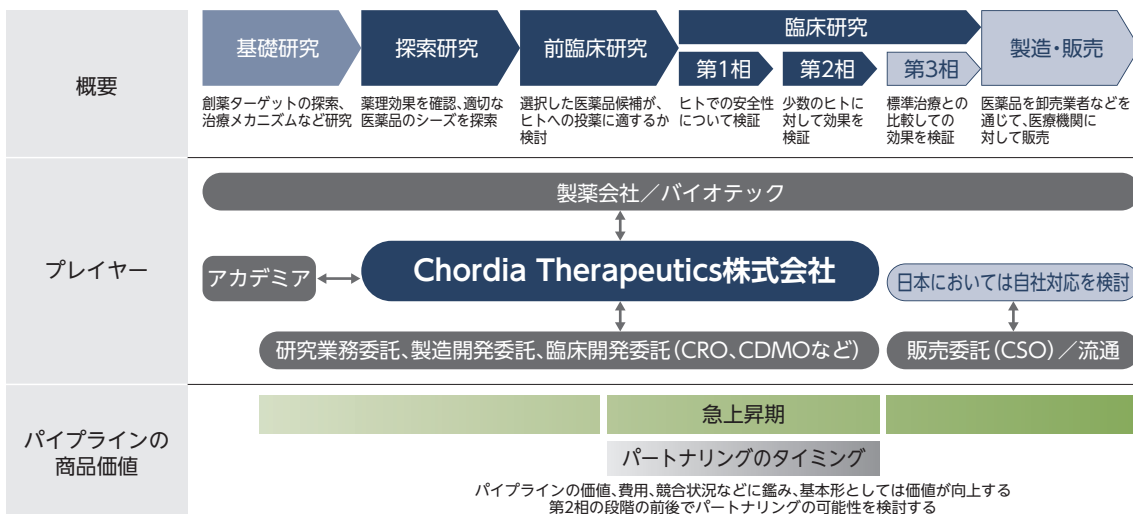 概要
基礎研究
探索研究
前臨床研究
臨床研究
第1相
第2相
第3相
製造・販売
創薬ターゲットの探索、
治療メカニズムなど研究
薬理効果を確認、適切な
医薬品のシーズを探索
選択した医薬品候補が、
ヒトへの投薬に適するか
検討
ヒトでの安全性
について検証
少数のヒトに
対して効果を
検証
標準治療との
比較しての
効果を検証
医薬品を卸売業者などを
通じて、医療機関に
対して販売
プレイヤー
製薬会社／バイオテック
アカデミア
Chordia Therapeutics株式会社
日本においては自社対応を検討
研究業務委託、製造開発委託、臨床開発委託（CRO、CDMOなど）
販売委託（CSO）／流通
パイプラインの
商品価値
急上昇期
パートナリングのタイミング
パイプラインの価値、費用、競合状況などに鑑み、基本形としては価値が向上する
第2相の段階の前後でパートナリングの可能性を検討する